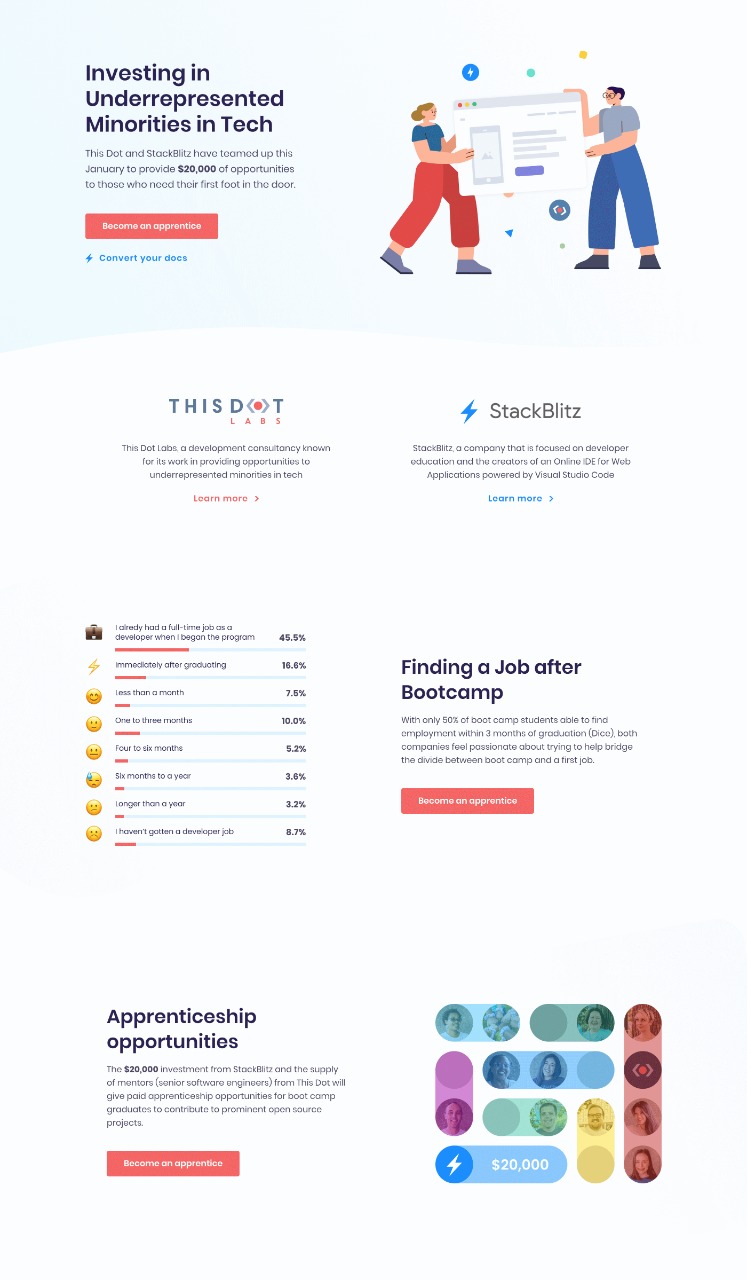 Investing in
Underrepresented
Minorities in Tech
This Dot and StackBlitz have teamed up this
January to provide $20,000 of opportunities
to those who need their first foot in the door.
Become an apprentice
Convert your docs
THIS DOT
LABS
This Dot Labs, a development consultancy known
for its work in providing opportunities to
underrepresented minorities in tech
Learn more
StackBlitz
StackBlitz, a company that is focused on developer
education and the creators of an Online IDE for Web
Applications powered by Visual Studio Code
Learn more
I alredy had a full-time job as a
developer when I began the program 45.5%
Immediately after graduating 16.6%
Less than a month 7.5%
One to three months 10.0%
Four to six months 5.2%
Six months to a year 3.6%
Longer than a year 3.2%
I haven't gotten a developer job 8.7%
Finding a Job after
Bootcamp
With only 50% of boot camp students able to find
employment within 3 months of graduation (Dice), both
companies feel passionate about trying to help bridge
the divide between boot camp and a first job.
Become an apprentice
Apprenticeship
opportunities
The $20,000 investment from StackBlitz and the supply
of mentors (senior software engineers) from This Dot will
give paid apprenticeship opportunities for boot camp
graduates to contribute to prominent open source
projects.
Become an apprentice
$20,000